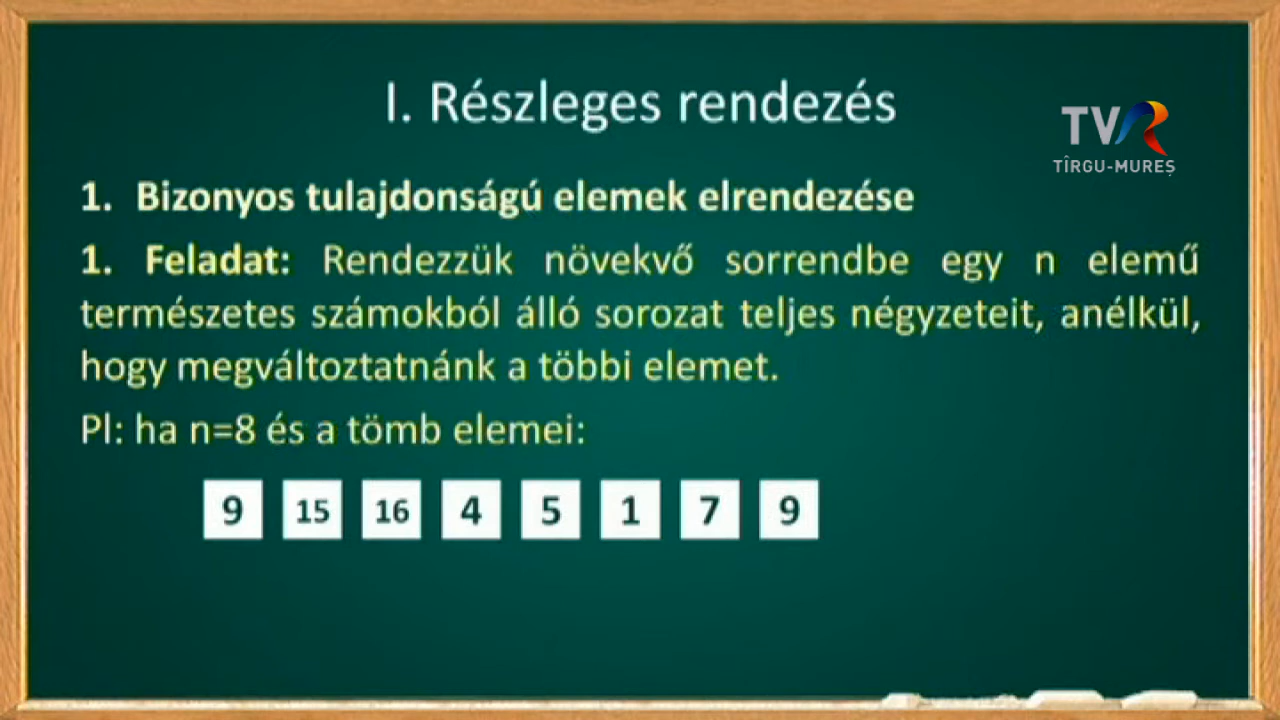 I. Részleges rendezés
TVR
TÎRGU-MUREȘ
1. Bizonyos tulajdonságú elemek elrendezése
1. Feladat: Rendezzük növekvő sorrendbe egy n elemű
természetes számokból álló sorozat teljes négyzeteit, anélkül,
hogy megváltoztatnánk a többi elemet.
Pl: ha n=8 és a tömb elemei:
9 15 16 4 5 1 7 9